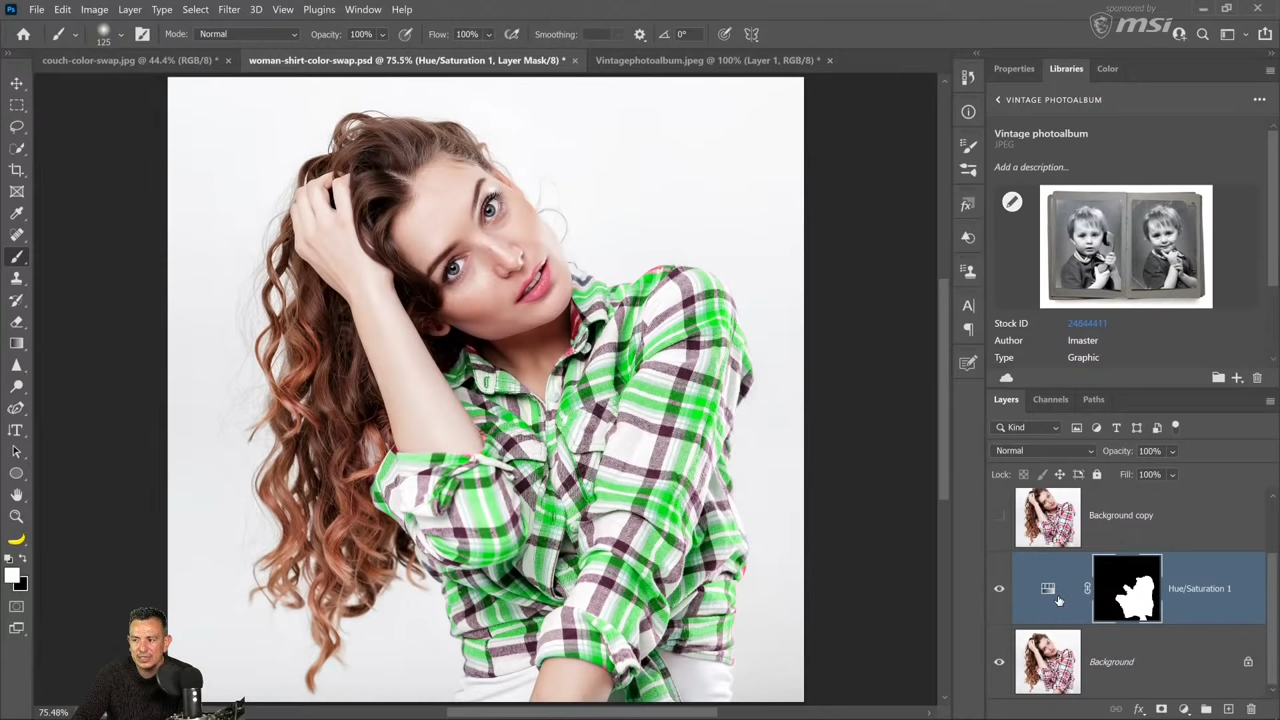 sponsored by
msi
Ps File Edit Image Layer Type Select Filter 3D View Plugins Window Help
125 Mode: Normal Opacity: 100% Flow: 100% Smoothing: 0°
couch-color-swap.jpg @ 44.4% (RGB/8) * × woman-shirt-color-swap.psd @ 75.5% (Hue/Saturation 1, Layer Mask/8) * × Vintagephotoalbum.jpeg @ 100% (Layer 1, RGB/8) * ×
Properties Libraries Color
VINTAGE PHOTOALBUM
Vintage photoalbum
JPEG
Add a description...
Stock ID 24844411
Author Imaster
Type Graphic
Layers Channels Paths
Kind
Normal Opacity: 100%
Lock: Fill: 100%
Background copy
Hue/Saturation 1
Background
75.48%